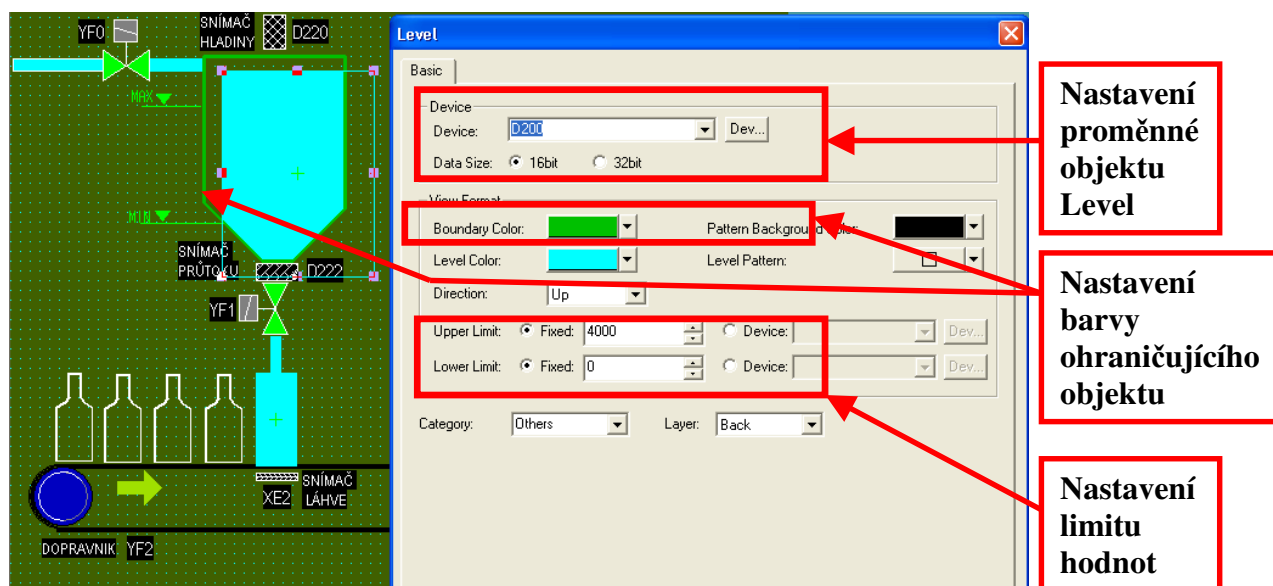 YF0
SNÍMAČ
HLADINY
D220
MAX
MIN
SNÍMAČ
PRŮTOKU
D222
YF1
SNÍMAČ
LÁHVE
XE2
DOPRAVNIK YF2
Level
Basic
Device
Device: D200 Dev...
Data Size: 16bit 32bit
View Format
Boundary Color: Pattern Background Color:
Level Color: Level Pattern:
Direction: Up
Upper Limit: Fixed: 4000 Device: Dev...
Lower Limit: Fixed: 0 Device: Dev...
Category: Others Layer: Back
Nastavení
proměnné
objektu
Level
Nastavení
barvy
ohraničujícího
objektu
Nastavení
limitu
hodnot